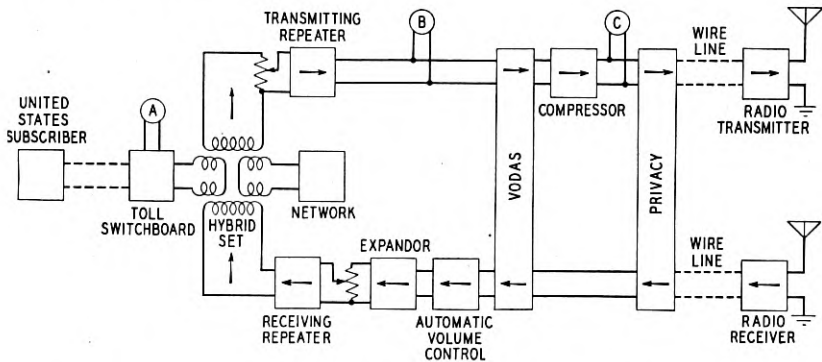 TRANSMITTING
REPEATER
B
C
WIRE
LINE
COMPRESSOR
RADIO
TRANSMITTER
UNITED
STATES
SUBSCRIBER
A
TOLL
SWITCHBOARD
HYBRID
SET
NETWORK
VODAS
PRIVACY
EXPANDOR
WIRE
LINE
RECEIVING
REPEATER
AUTOMATIC
VOLUME
CONTROL
RADIO
RECEIVER